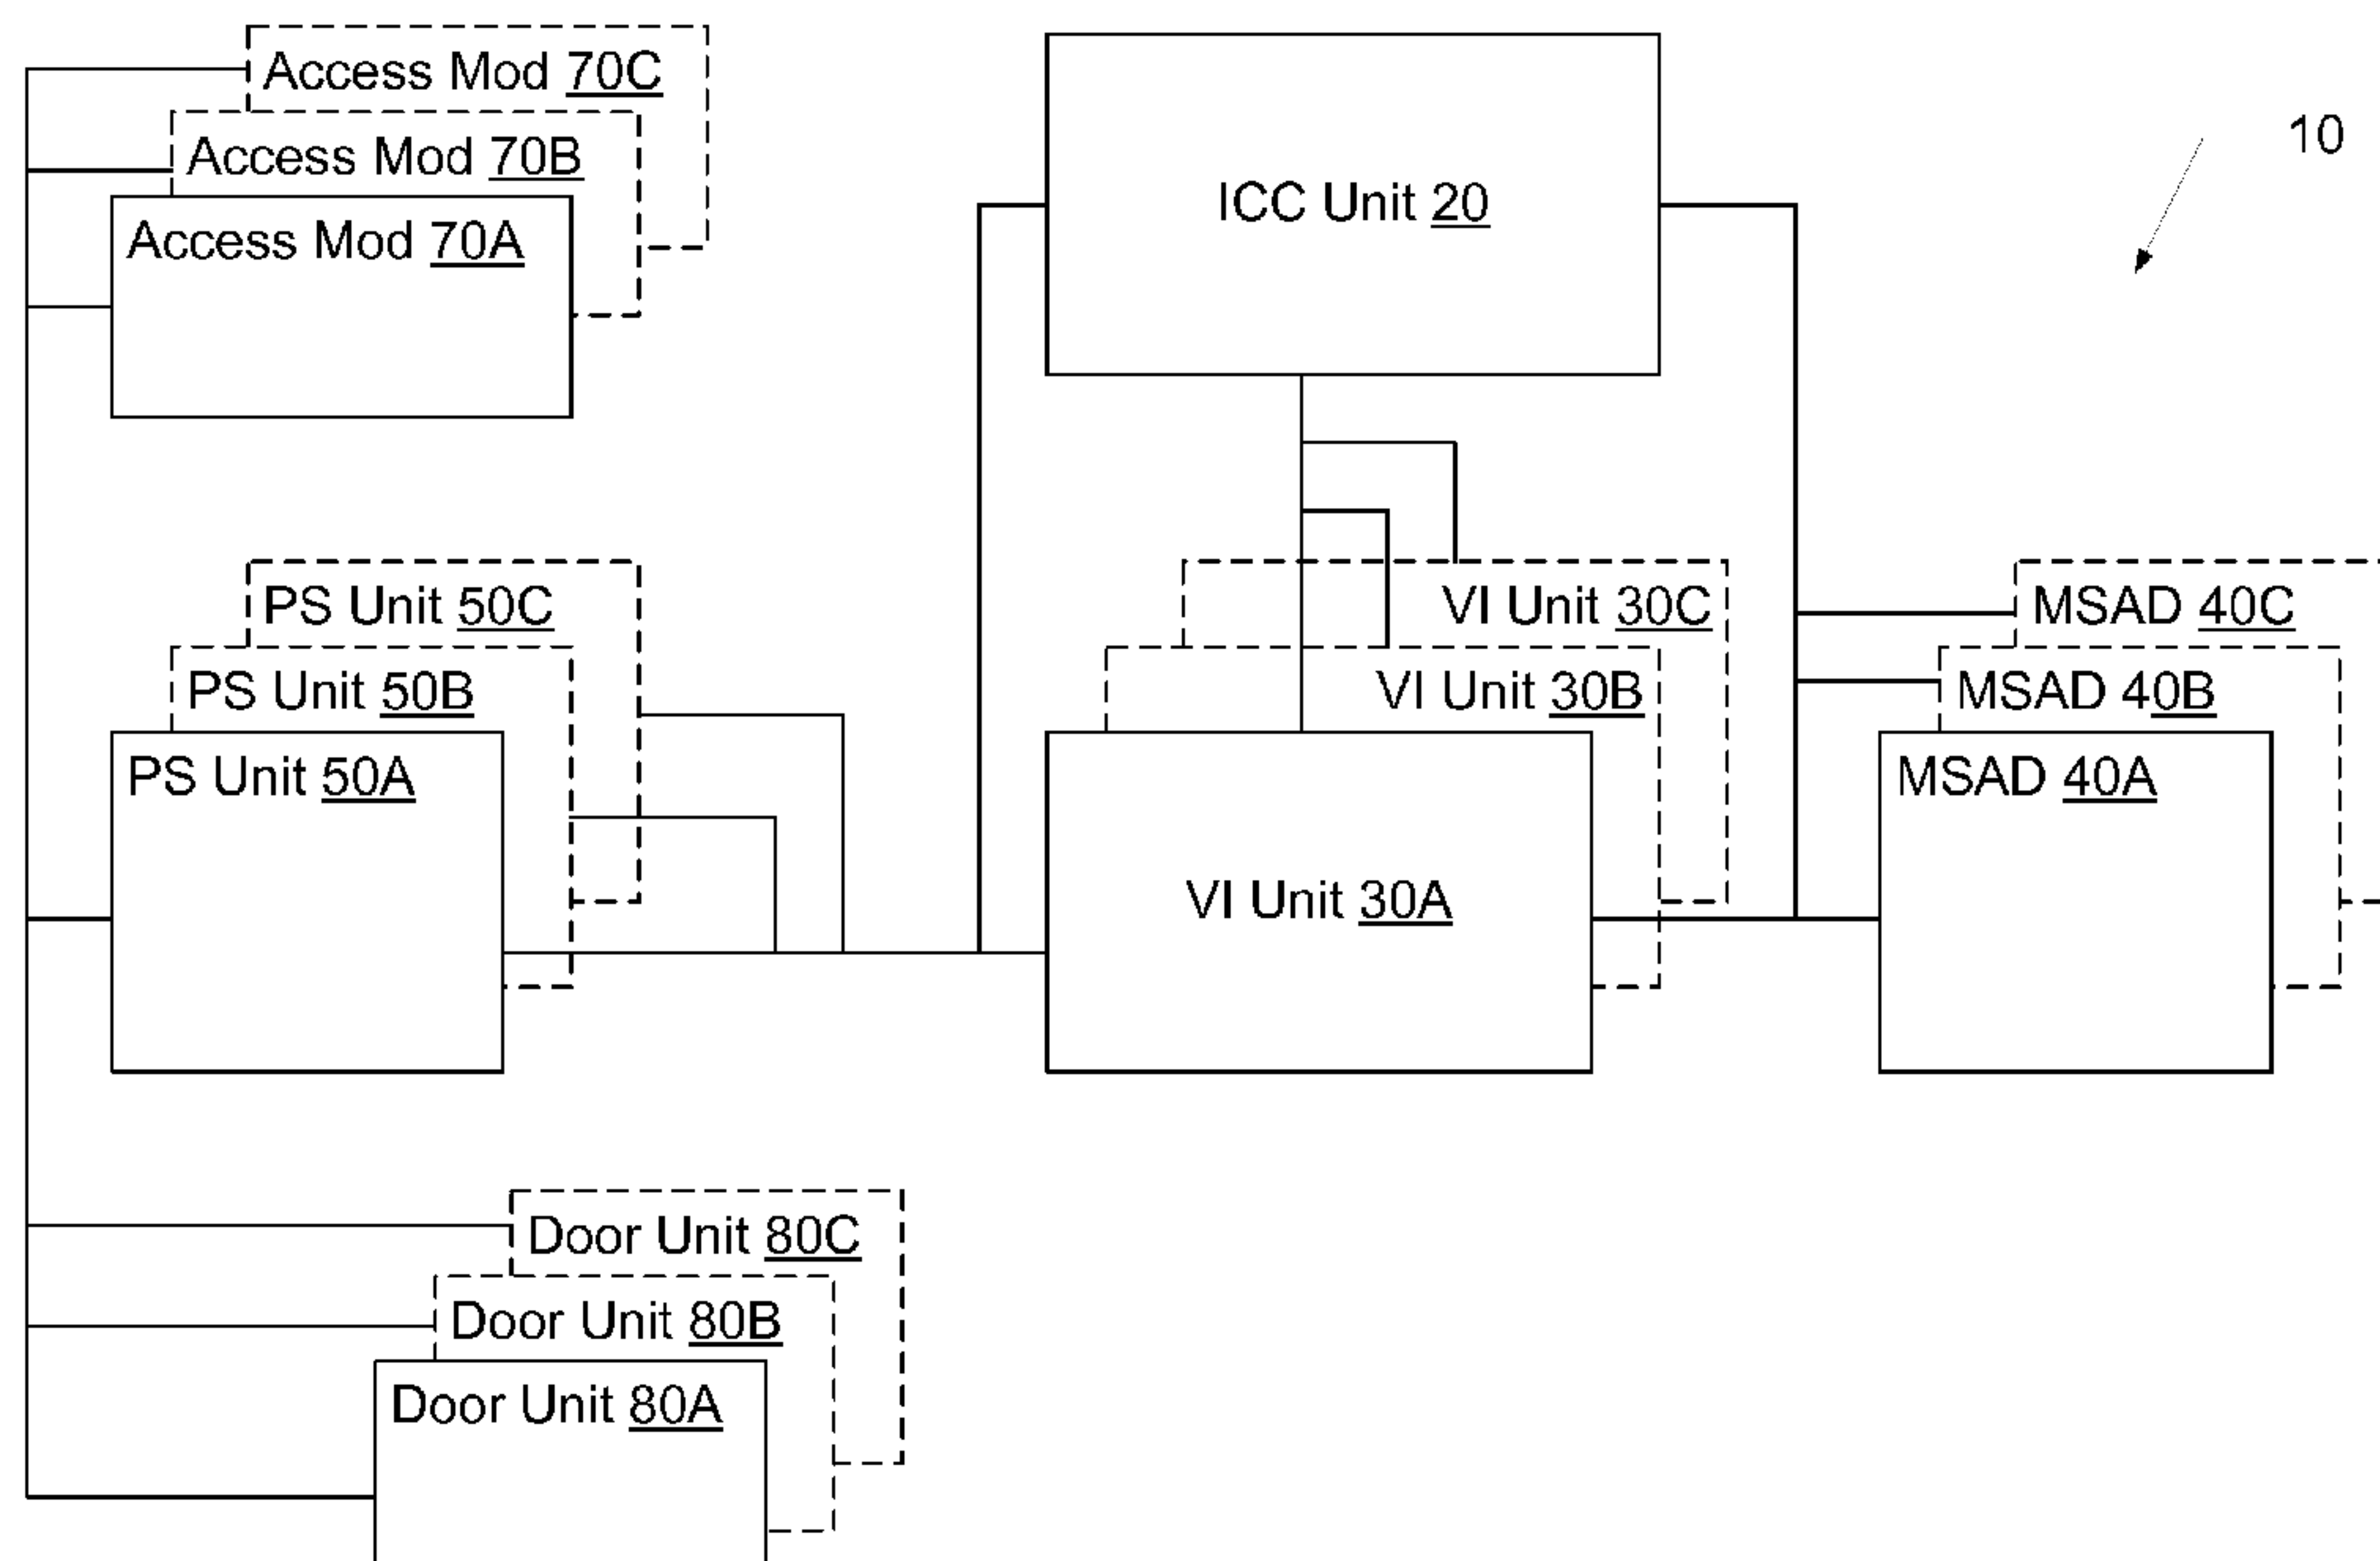 Access Mod 70C
Access Mod 70B
Access Mod 70A
ICC Unit 20
10
PS Unit 50C
PS Unit 50B
PS Unit 50A
VI Unit 30C
VI Unit 30B
VI Unit 30A
MSAD 40C
MSAD 40B
MSAD 40A
Door Unit 80C
Door Unit 80B
Door Unit 80A